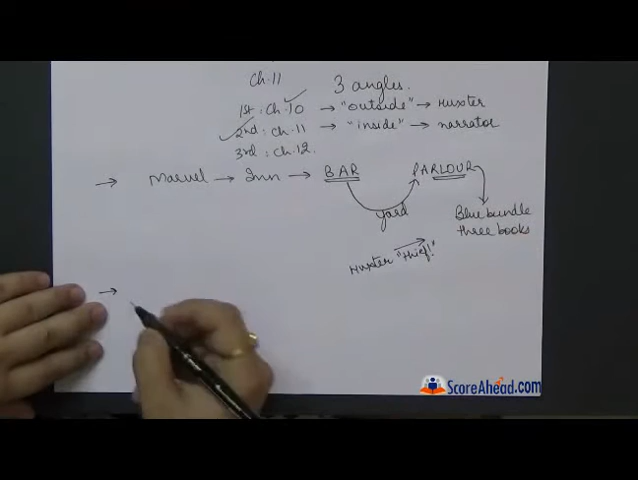 Ch.11
3 angles.
1st : Ch.10 → "outside" → Huxter
2nd : Ch.11 → "inside" → narrator
3rd : Ch.12.
→ Marvel → Inn → BAR PARLOUR
yard
Blue bundle
three books
Huxter "Thief!"
→
ScoreAhead.com